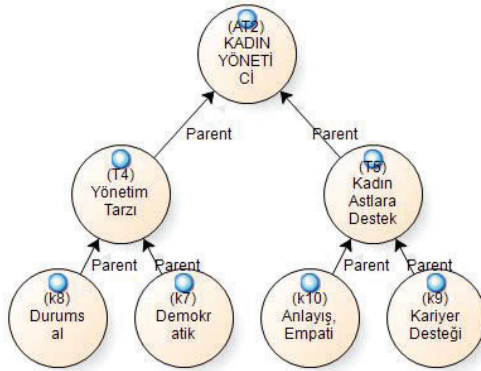 (AT2)
KADIN
YÖNETİ
Cİ
Parent
Parent
(T4)
Yönetim
Tarzı
(T5)
Kadın
Astlara
Destek
Parent
Parent
Parent
Parent
(k8)
Durums
al
(k7)
Demokr
atik
(k10)
Anlayış,
Empati
(k9)
Kariyer
Desteği